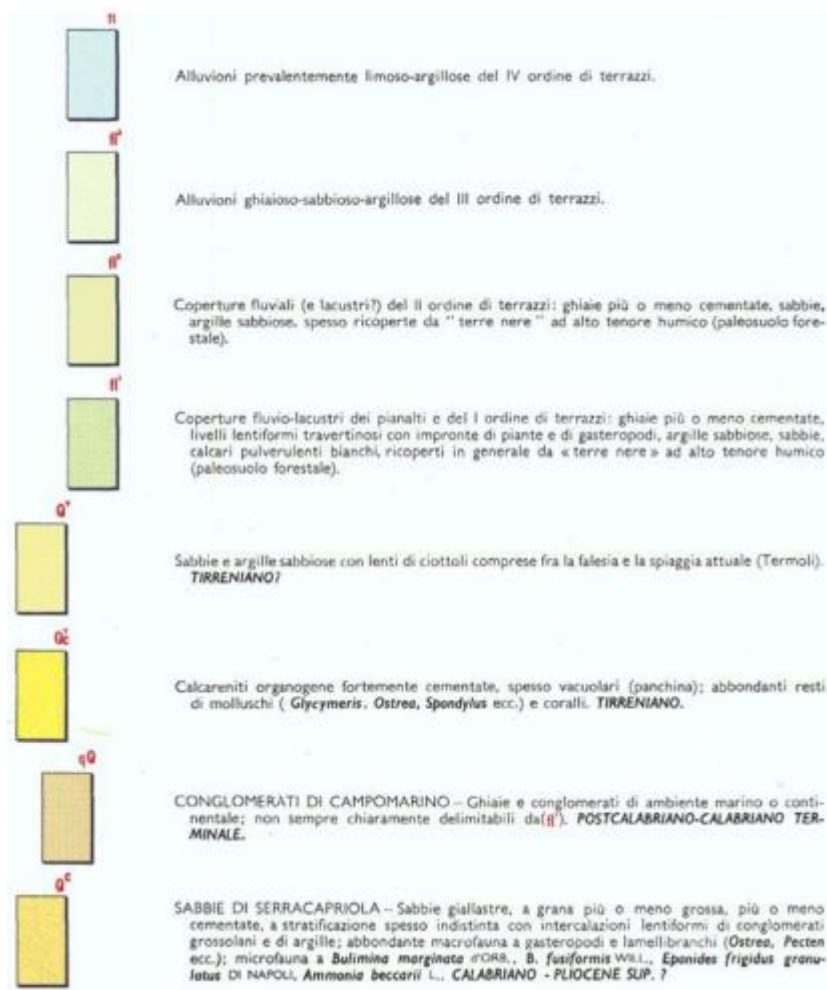 fl
Alluvioni prevalentemente limoso-argillose del IV ordine di terrazzi.
fl³
Alluvioni ghiaioso-sabbioso-argillose del III ordine di terrazzi.
fl²
Coperture fluviali (e lacustri?) del II ordine di terrazzi: ghiaie più o meno cementate, sabbie,
argille sabbiose, spesso ricoperte da " terre nere " ad alto tenore humico (paleosuolo fore-
stale).
fl¹
Coperture fluvio-lacustri dei pianalti e del I ordine di terrazzi: ghiaie più o meno cementate,
livelli lentiformi travertinosi con impronte di piante e di gasteropodi, argille sabbiose, sabbie,
calcari pulverulenti bianchi, ricoperti in generale da « terre nere » ad alto tenore humico
(paleosuolo forestale).
Sabbie e argille sabbiose con lenti di ciottoli comprese fra la falesia e la spiaggia attuale (Termoli).
TIRRENIANO?
Calcareniti organogene fortemente cementate, spesso vacuolari (panchina); abbondanti resti
di molluschi ( Glycymeris, Ostrea, Spondylus ecc.) e coralli. TIRRENIANO.
qQ
CONGLOMERATI DI CAMPOMARINO – Ghiaie e conglomerati di ambiente marino o conti-
nentale; non sempre chiaramente delimitabili da(fl¹). POSTCALABRIANO-CALABRIANO TER-
MINALE.
Qᶜ
SABBIE DI SERRACAPRIOLA – Sabbie giallastre, a grana più o meno grossa, più o meno
cementate, a stratificazione spesso indistinta con intercalazioni lentiformi di conglomerati
grossolani e di argille; abbondante macrofauna a gasteropodi e lamellibranchi (Ostrea, Pecten
ecc.); microfauna a Bulimina marginata d'ORB., B. fusiformis WILL., Eponides frigidus granu-
latus DI NAPOLI, Ammonia beccarii L.. CALABRIANO - PLIOCENE SUP. ?